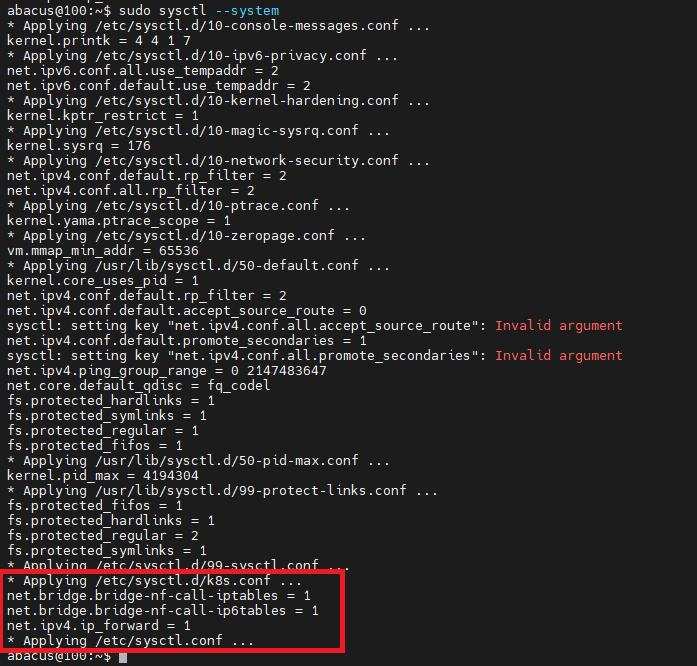 abacus@100:~$ sudo sysctl --system
* Applying /etc/sysctl.d/10-console-messages.conf ...
kernel.printk = 4 4 1 7
* Applying /etc/sysctl.d/10-ipv6-privacy.conf ...
net.ipv6.conf.all.use_tempaddr = 2
net.ipv6.conf.default.use_tempaddr = 2
* Applying /etc/sysctl.d/10-kernel-hardening.conf ...
kernel.kptr_restrict = 1
* Applying /etc/sysctl.d/10-magic-sysrq.conf ...
kernel.sysrq = 176
* Applying /etc/sysctl.d/10-network-security.conf ...
net.ipv4.conf.default.rp_filter = 2
net.ipv4.conf.all.rp_filter = 2
* Applying /etc/sysctl.d/10-ptrace.conf ...
kernel.yama.ptrace_scope = 1
* Applying /etc/sysctl.d/10-zeropage.conf ...
vm.mmap_min_addr = 65536
* Applying /usr/lib/sysctl.d/50-default.conf ...
kernel.core_uses_pid = 1
net.ipv4.conf.default.rp_filter = 2
net.ipv4.conf.default.accept_source_route = 0
sysctl: setting key "net.ipv4.conf.all.accept_source_route": Invalid argument
net.ipv4.conf.default.promote_secondaries = 1
sysctl: setting key "net.ipv4.conf.all.promote_secondaries": Invalid argument
net.ipv4.ping_group_range = 0 2147483647
net.core.default_qdisc = fq_codel
fs.protected_hardlinks = 1
fs.protected_symlinks = 1
fs.protected_regular = 1
fs.protected_fifos = 1
* Applying /usr/lib/sysctl.d/50-pid-max.conf ...
kernel.pid_max = 4194304
* Applying /usr/lib/sysctl.d/99-protect-links.conf ...
fs.protected_fifos = 1
fs.protected_hardlinks = 1
fs.protected_regular = 2
fs.protected_symlinks = 1
* Applying /etc/sysctl.d/99-sysctl.conf ...
* Applying /etc/sysctl.d/k8s.conf ...
net.bridge.bridge-nf-call-iptables = 1
net.bridge.bridge-nf-call-ip6tables = 1
net.ipv4.ip_forward = 1
* Applying /etc/sysctl.conf ...
abacus@100:~$